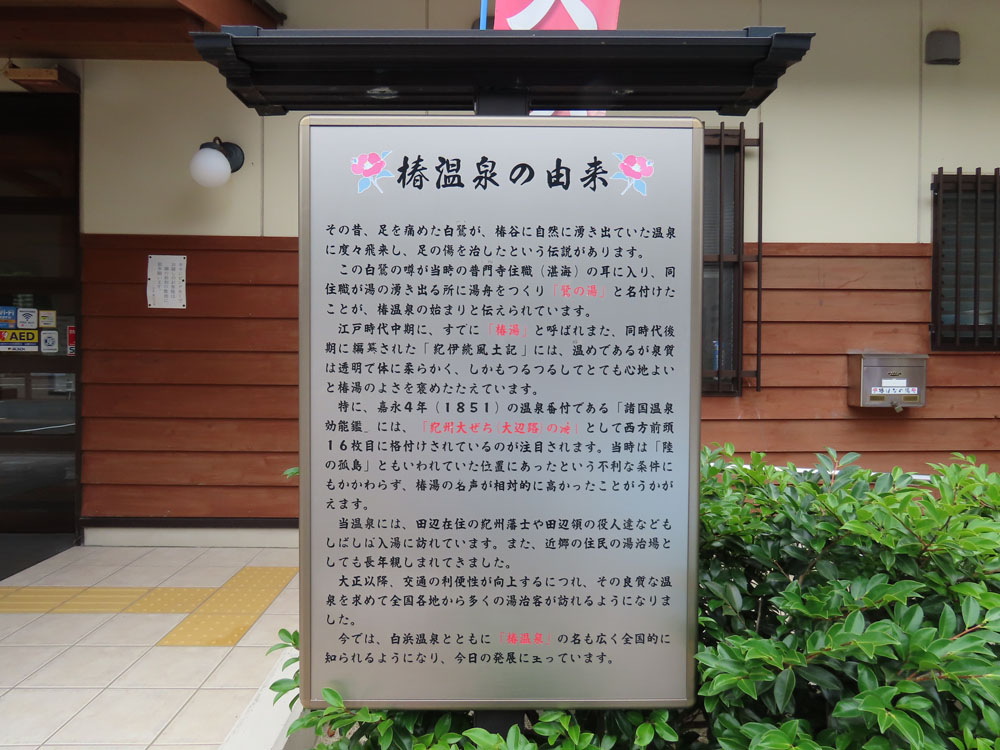 椿温泉の由来
その昔、足を痛めた白鷺が、椿谷に自然に湧き出ていた温泉
に度々飛来し、足の傷を治したという伝説があります。
この白鷺の噂が当時の普門寺住職(湛海)の耳に入り、同
住職が湯の湧き出る所に湯舟をつくり「鷺の湯」と名付けた
ことが、椿温泉の始まりと伝えられています。
江戸時代中期に、すでに「椿湯」と呼ばれまた、同時代後
期に編纂された「紀伊続風土記」には、温めであるが泉質
は透明で体に柔らかく、しかもつるつるしてとても心地よい
と椿湯のよさを褒めたたえています。
特に、嘉永4年(1851)の温泉番付である「諸国温泉
効能鑑」には、「紀州大ぜち(大辺路)の湯」として西方前頭
16枚目に格付けされているのが注目されます。当時は「陸
の孤島」ともいわれていた位置にあったという不利な条件に
もかかわらず、椿湯の名声が相対的に高かったことがうかが
えます。
当温泉には、田辺在住の紀州藩士や田辺領の役人達なども
しばしば入湯に訪れています。また、近郷の住民の湯治場と
しても長年親しまれてきました。
大正以降、交通の利便性が向上するにつれ、その良質な温
泉を求めて全国各地から多くの湯治客が訪れるようになりま
した。
今では、白浜温泉とともに「椿温泉」の名も広く全国的に
知られるようになり、今日の発展に至っています。
AED